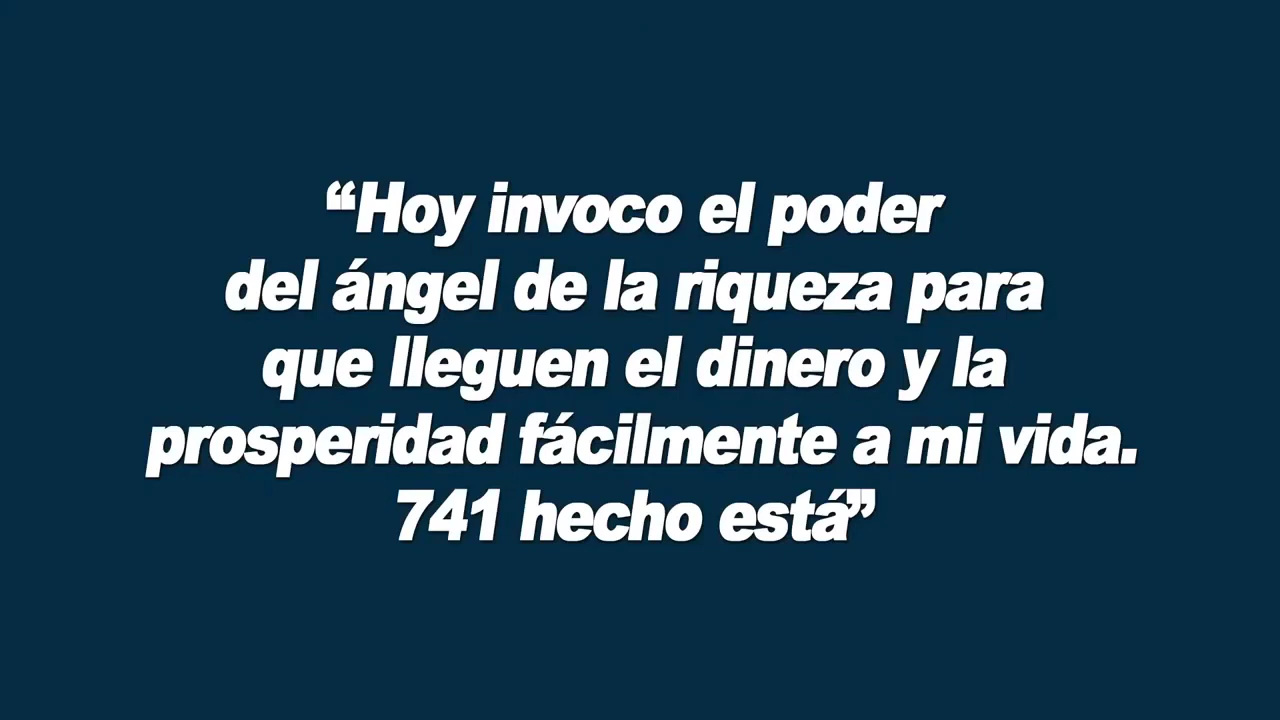 “Hoy invoco el poder
del ángel de la riqueza para
que lleguen el dinero y la
prosperidad fácilmente a mi vida.
741 hecho está”